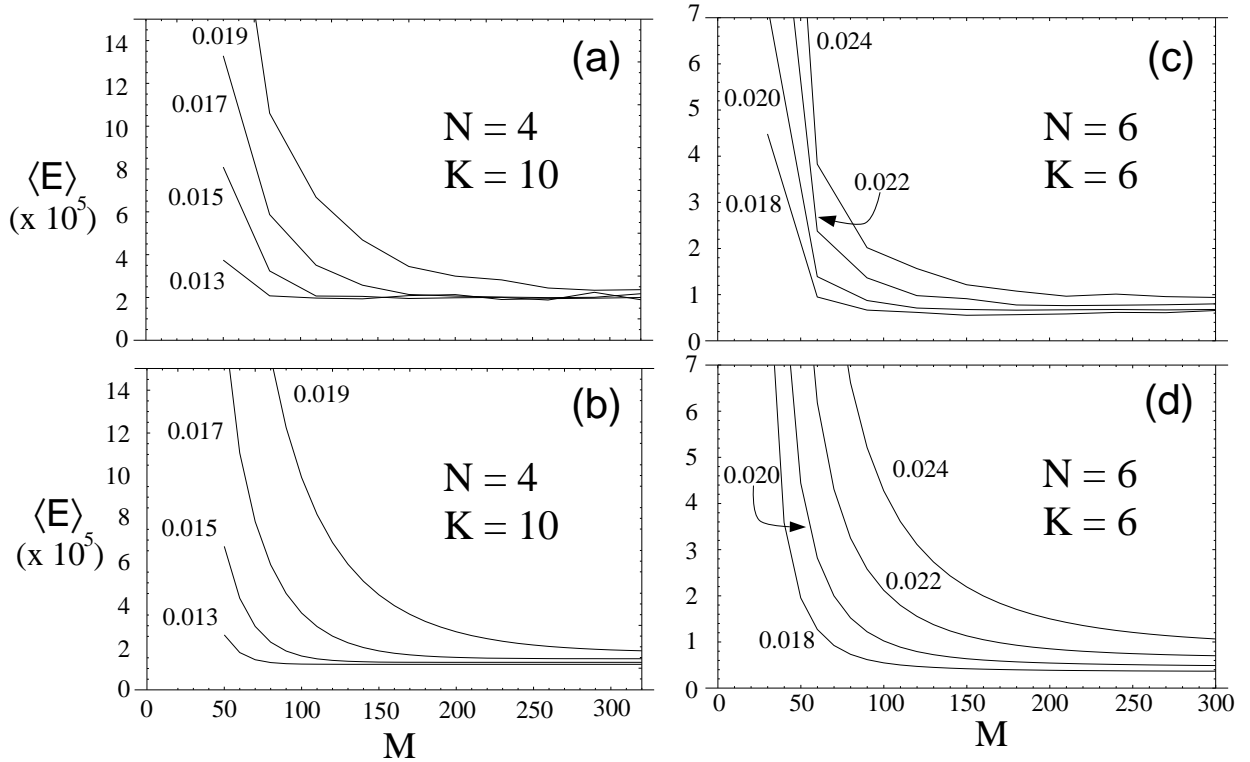 14
12
10
8
6
4
2
0
⟨E⟩
(x 10^5)
0.019
0.017
0.015
0.013
(a)
N = 4
K = 10
7
6
5
4
3
2
1
0
0.024
0.020
0.022
0.018
(c)
N = 6
K = 6
14
12
10
8
6
4
2
0
⟨E⟩
(x 10^5)
0.019
0.017
0.015
0.013
(b)
N = 4
K = 10
0 50 100 150 200 250 300
M
7
6
5
4
3
2
1
0
0.024
0.020
0.022
0.018
(d)
N = 6
K = 6
0 50 100 150 200 250 300
M